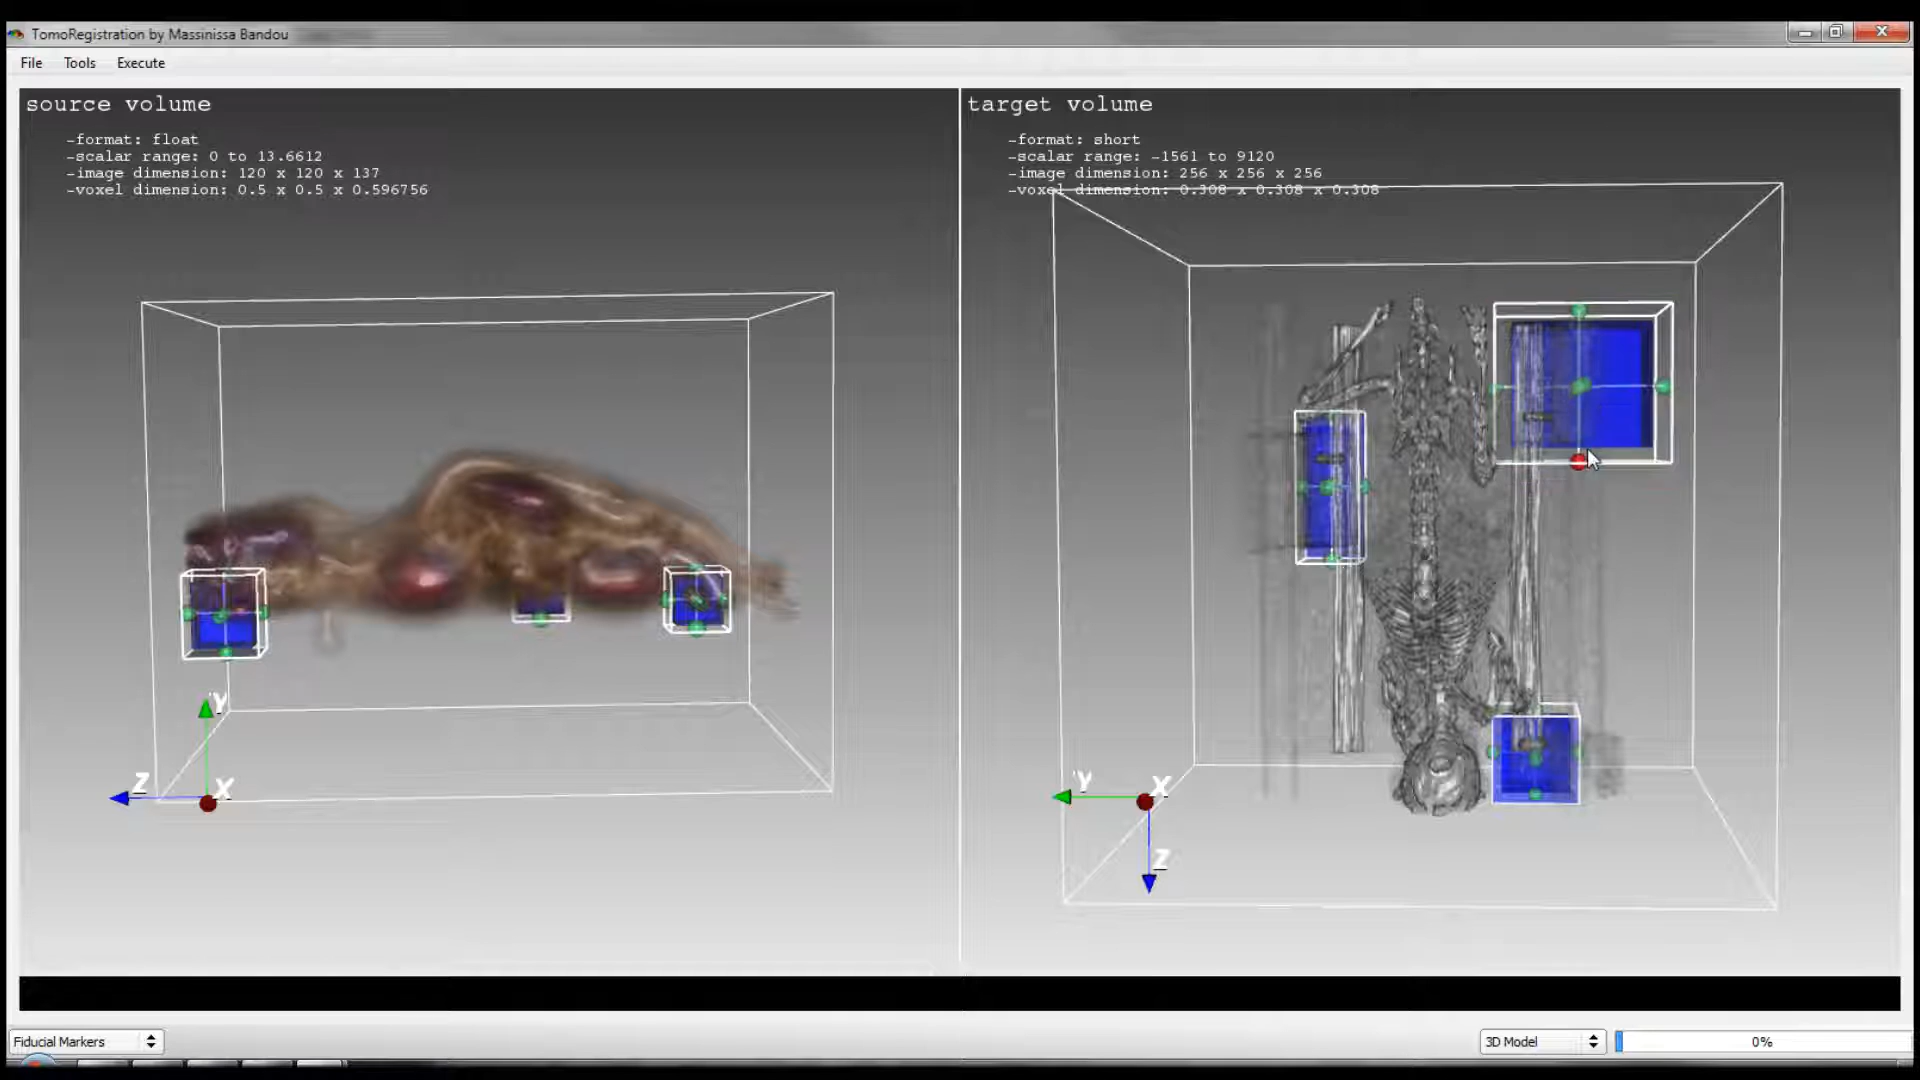 TomoRegistration by Massinissa Bandou
File Tools Execute
source volume
-format: float
-scalar range: 0 to 13.6612
-image dimension: 120 x 120 x 137
-voxel dimension: 0.5 x 0.5 x 0.596756
target volume
-format: short
-scalar range: -1561 to 9120
-image dimension: 256 x 256 x 256
-voxel dimension: 0.308 x 0.308 x 0.308
Y
Z X
Y X
Z
Fiducial Markers
3D Model
0%